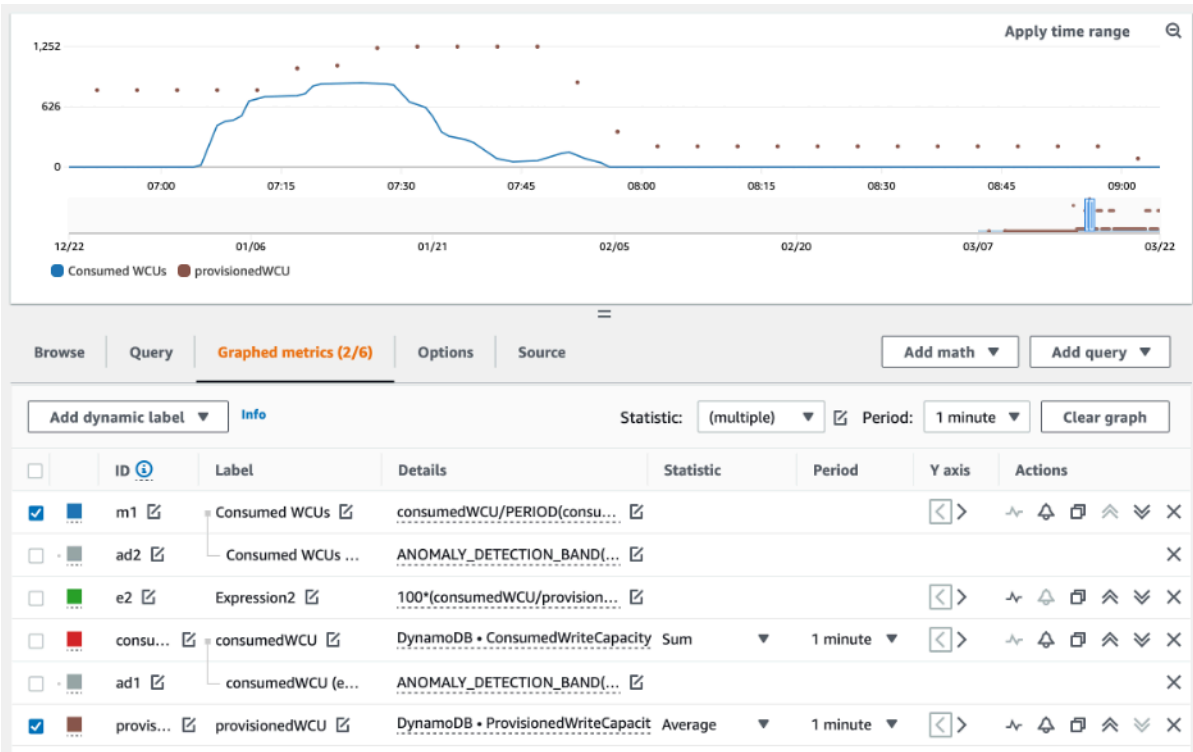 Apply time range
1,252
626
0
07:00 07:15 07:30 07:45 08:00 08:15 08:30 08:45 09:00
12/22 01/06 01/21 02/05 02/20 03/07 03/22
Consumed WCUs provisionedWCU
Browse Query Graphed metrics (2/6) Options Source Add math Add query
Add dynamic label Info Statistic: (multiple) Period: 1 minute Clear graph
ID Label Details Statistic Period Y axis Actions
m1 Consumed WCUs consumedWCU/PERIOD(consu...
ad2 Consumed WCUs ... ANOMALY_DETECTION_BAND(...
e2 Expression2 100*(consumedWCU/provision...
consu... consumedWCU DynamoDB • ConsumedWriteCapacity Sum 1 minute
ad1 consumedWCU (e... ANOMALY_DETECTION_BAND(...
provis... provisionedWCU DynamoDB • ProvisionedWriteCapacit Average 1 minute